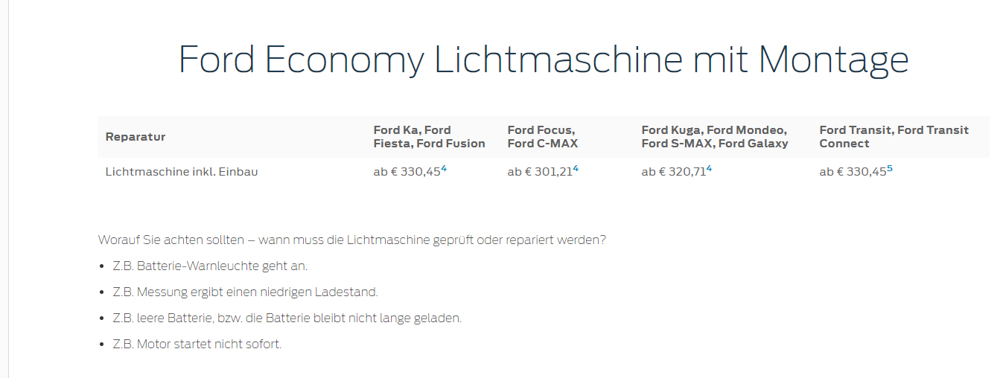 Ford Economy Lichtmaschine mit Montage
Reparatur
Ford Ka, Ford
Fiesta, Ford Fusion
Ford Focus,
Ford C-MAX
Ford Kuga, Ford Mondeo,
Ford S-MAX, Ford Galaxy
Ford Transit, Ford Transit
Connect
Lichtmaschine inkl. Einbau
ab € 330,45⁴
ab € 301,21⁴
ab € 320,71⁴
ab € 330,45⁵
Worauf Sie achten sollten – wann muss die Lichtmaschine geprüft oder repariert werden?
• Z.B. Batterie-Warnleuchte geht an.
• Z.B. Messung ergibt einen niedrigen Ladestand.
• Z.B. leere Batterie, bzw. die Batterie bleibt nicht lange geladen.
• Z.B. Motor startet nicht sofort.